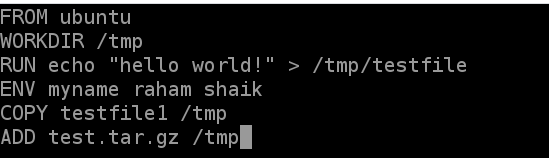 FROM ubuntu
WORKDIR /tmp
RUN echo "hello world!" > /tmp/testfile
ENV myname raham shaik
COPY testfile1 /tmp
ADD test.tar.gz /tmp